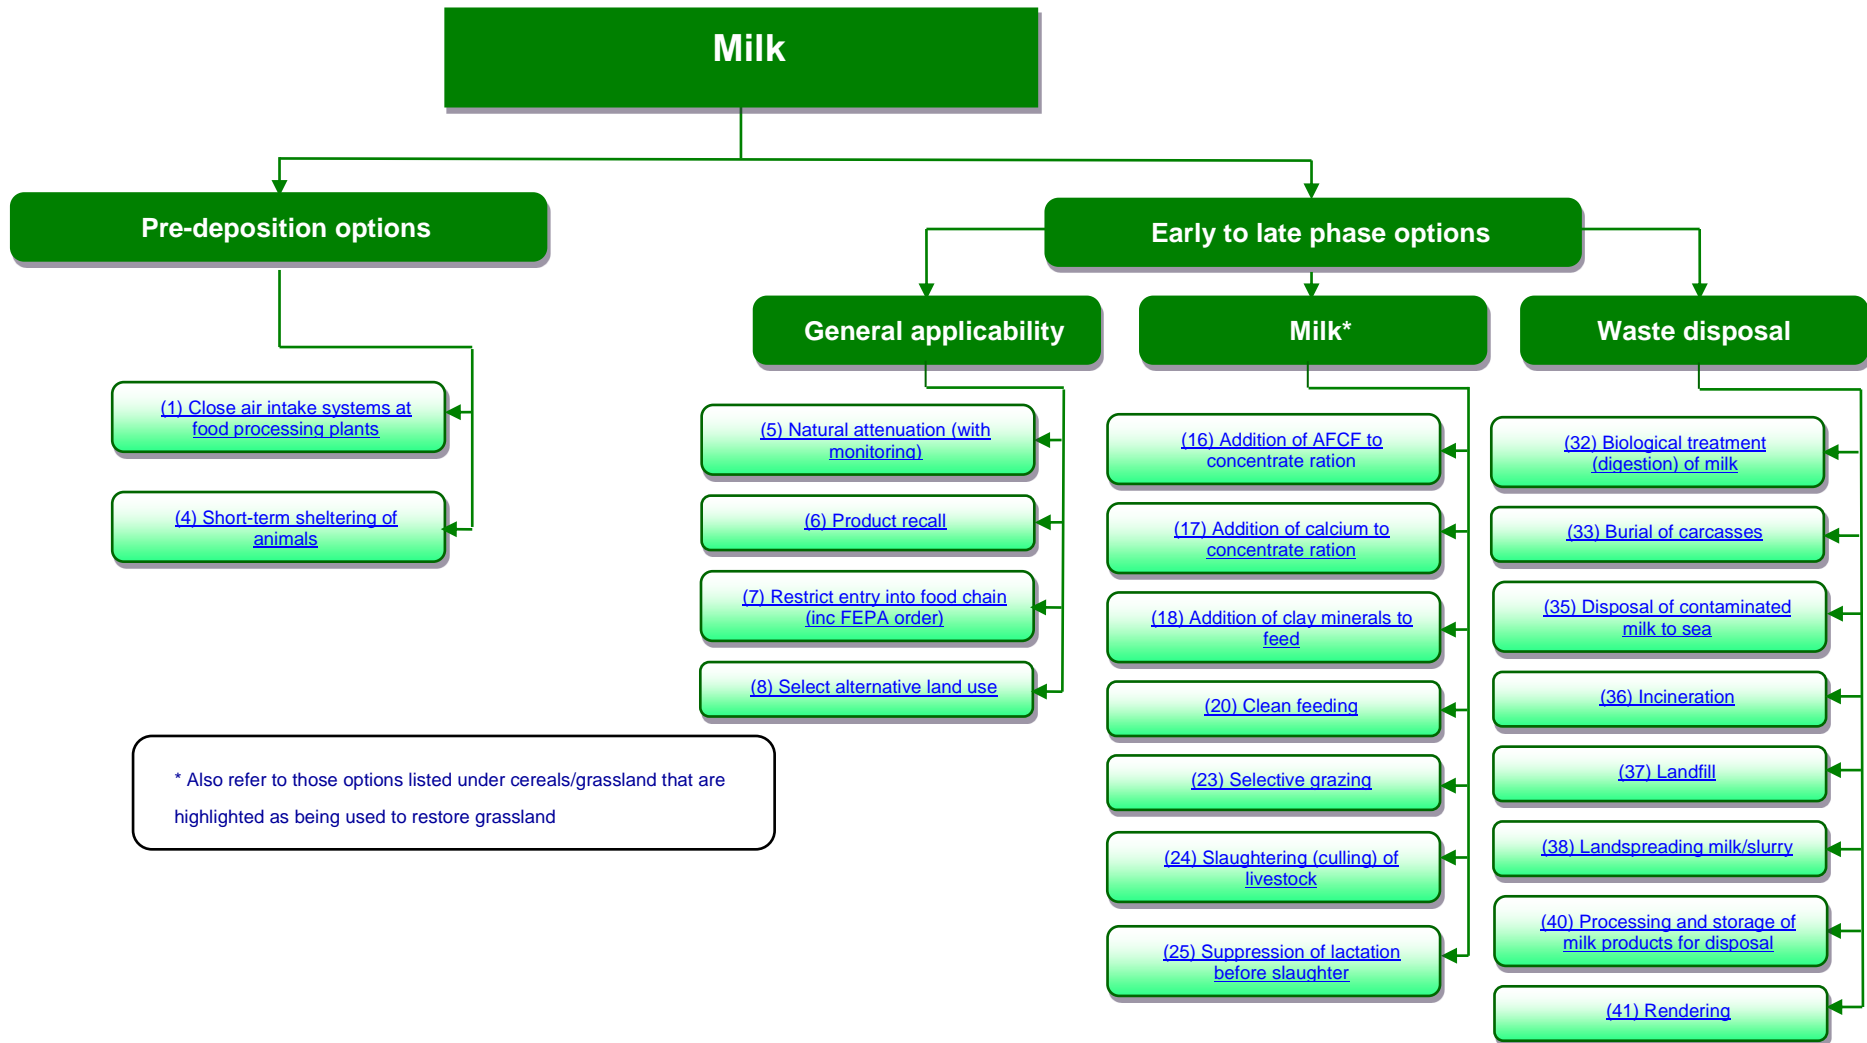 Milk
Pre-deposition options
Early to late phase options
General applicability
Milk*
Waste disposal
(1) Close air intake systems at
food processing plants
(4) Short-term sheltering of
animals
(5) Natural attenuation (with
monitoring)
(6) Product recall
(7) Restrict entry into food chain
(inc FEPA order)
(8) Select alternative land use
(16) Addition of AFCF to
concentrate ration
(17) Addition of calcium to
concentrate ration
(18) Addition of clay minerals to
feed
(20) Clean feeding
(23) Selective grazing
(24) Slaughtering (culling) of
livestock
(25) Suppression of lactation
before slaughter
(32) Biological treatment
(digestion) of milk
(33) Burial of carcasses
(35) Disposal of contaminated
milk to sea
(36) Incineration
(37) Landfill
(38) Landspreading milk/slurry
(40) Processing and storage of
milk products for disposal
(41) Rendering
* Also refer to those options listed under cereals/grassland that are
highlighted as being used to restore grassland